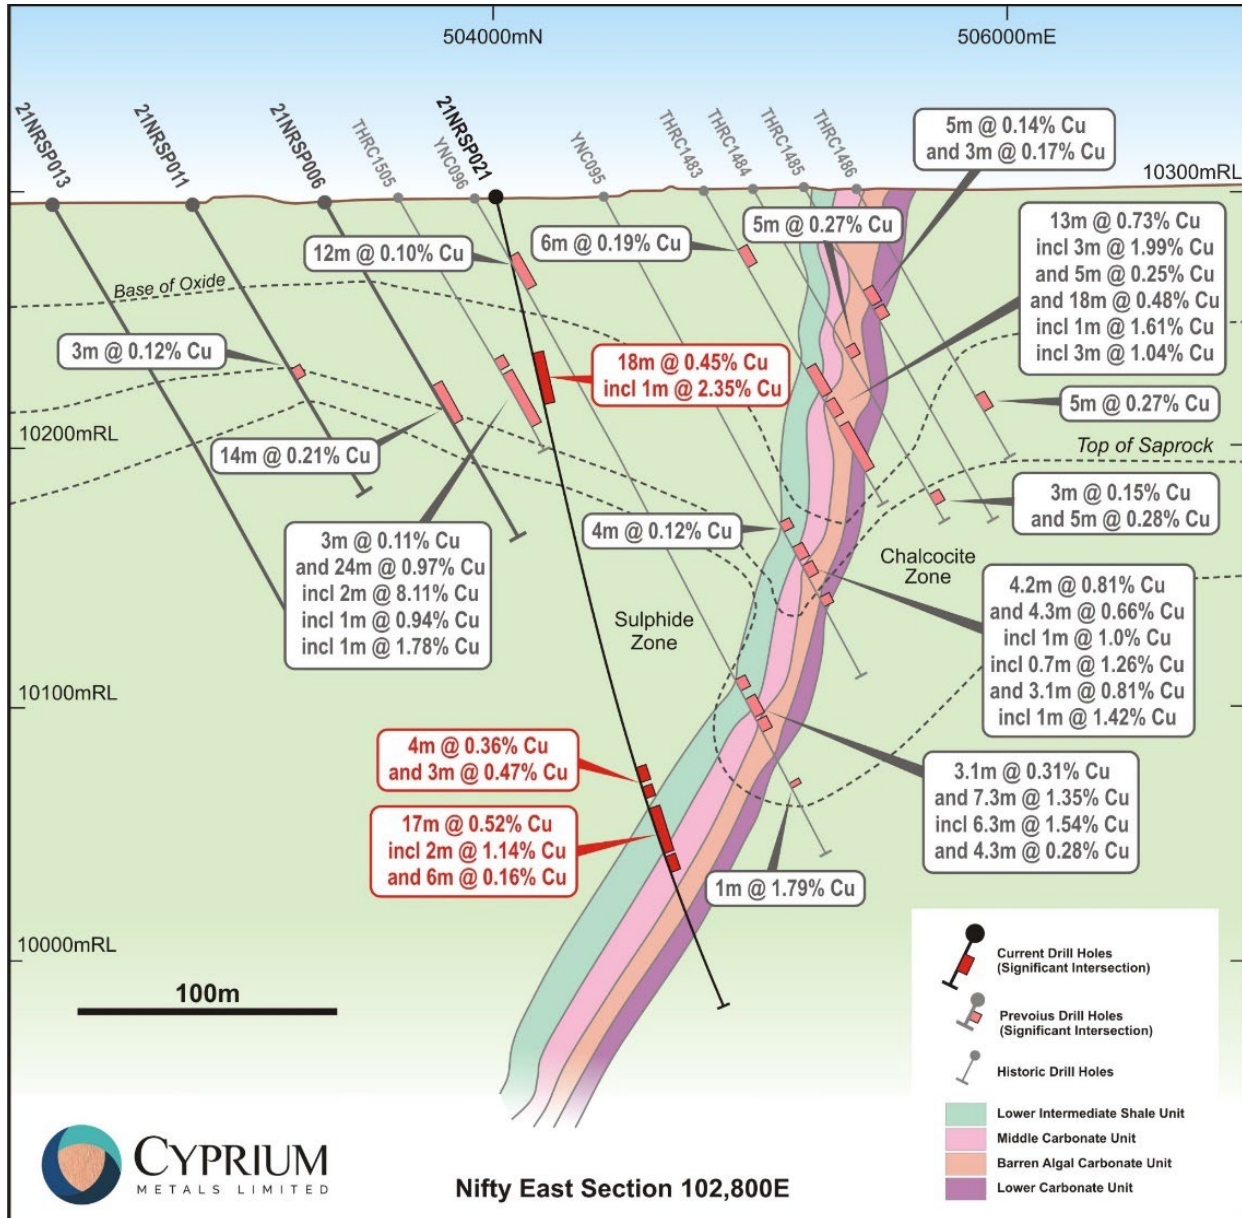 504000mN
506000mE
21NRSP013
21NRSP011
21NRSP006
THRC1505
YNC096
21NRSP021
YNC095
THRC1483
THRC1484
THRC1485
THRC1486
5m @ 0.14% Cu
and 3m @ 0.17% Cu
10300mRL
12m @ 0.10% Cu
6m @ 0.19% Cu
5m @ 0.27% Cu
13m @ 0.73% Cu
incl 3m @ 1.99% Cu
and 5m @ 0.25% Cu
and 18m @ 0.48% Cu
incl 1m @ 1.61% Cu
incl 3m @ 1.04% Cu
Base of Oxide
3m @ 0.12% Cu
18m @ 0.45% Cu
incl 1m @ 2.35% Cu
5m @ 0.27% Cu
10200mRL
14m @ 0.21% Cu
Top of Saprock
3m @ 0.15% Cu
and 5m @ 0.28% Cu
3m @ 0.11% Cu
and 24m @ 0.97% Cu
incl 2m @ 8.11% Cu
incl 1m @ 0.94% Cu
incl 1m @ 1.78% Cu
4m @ 0.12% Cu
Chalcocite
Zone
Sulphide
Zone
4.2m @ 0.81% Cu
and 4.3m @ 0.66% Cu
incl 1m @ 1.0% Cu
incl 0.7m @ 1.26% Cu
and 3.1m @ 0.81% Cu
incl 1m @ 1.42% Cu
10100mRL
4m @ 0.36% Cu
and 3m @ 0.47% Cu
3.1m @ 0.31% Cu
and 7.3m @ 1.35% Cu
incl 6.3m @ 1.54% Cu
and 4.3m @ 0.28% Cu
17m @ 0.52% Cu
incl 2m @ 1.14% Cu
and 6m @ 0.16% Cu
1m @ 1.79% Cu
10000mRL
100m
Current Drill Holes
(Significant Intersection)
Prevoius Drill Holes
(Significant Intersection)
Historic Drill Holes
Lower Intermediate Shale Unit
Middle Carbonate Unit
Barren Algal Carbonate Unit
Lower Carbonate Unit
CYPRIUM
METALS LIMITED
Nifty East Section 102,800E